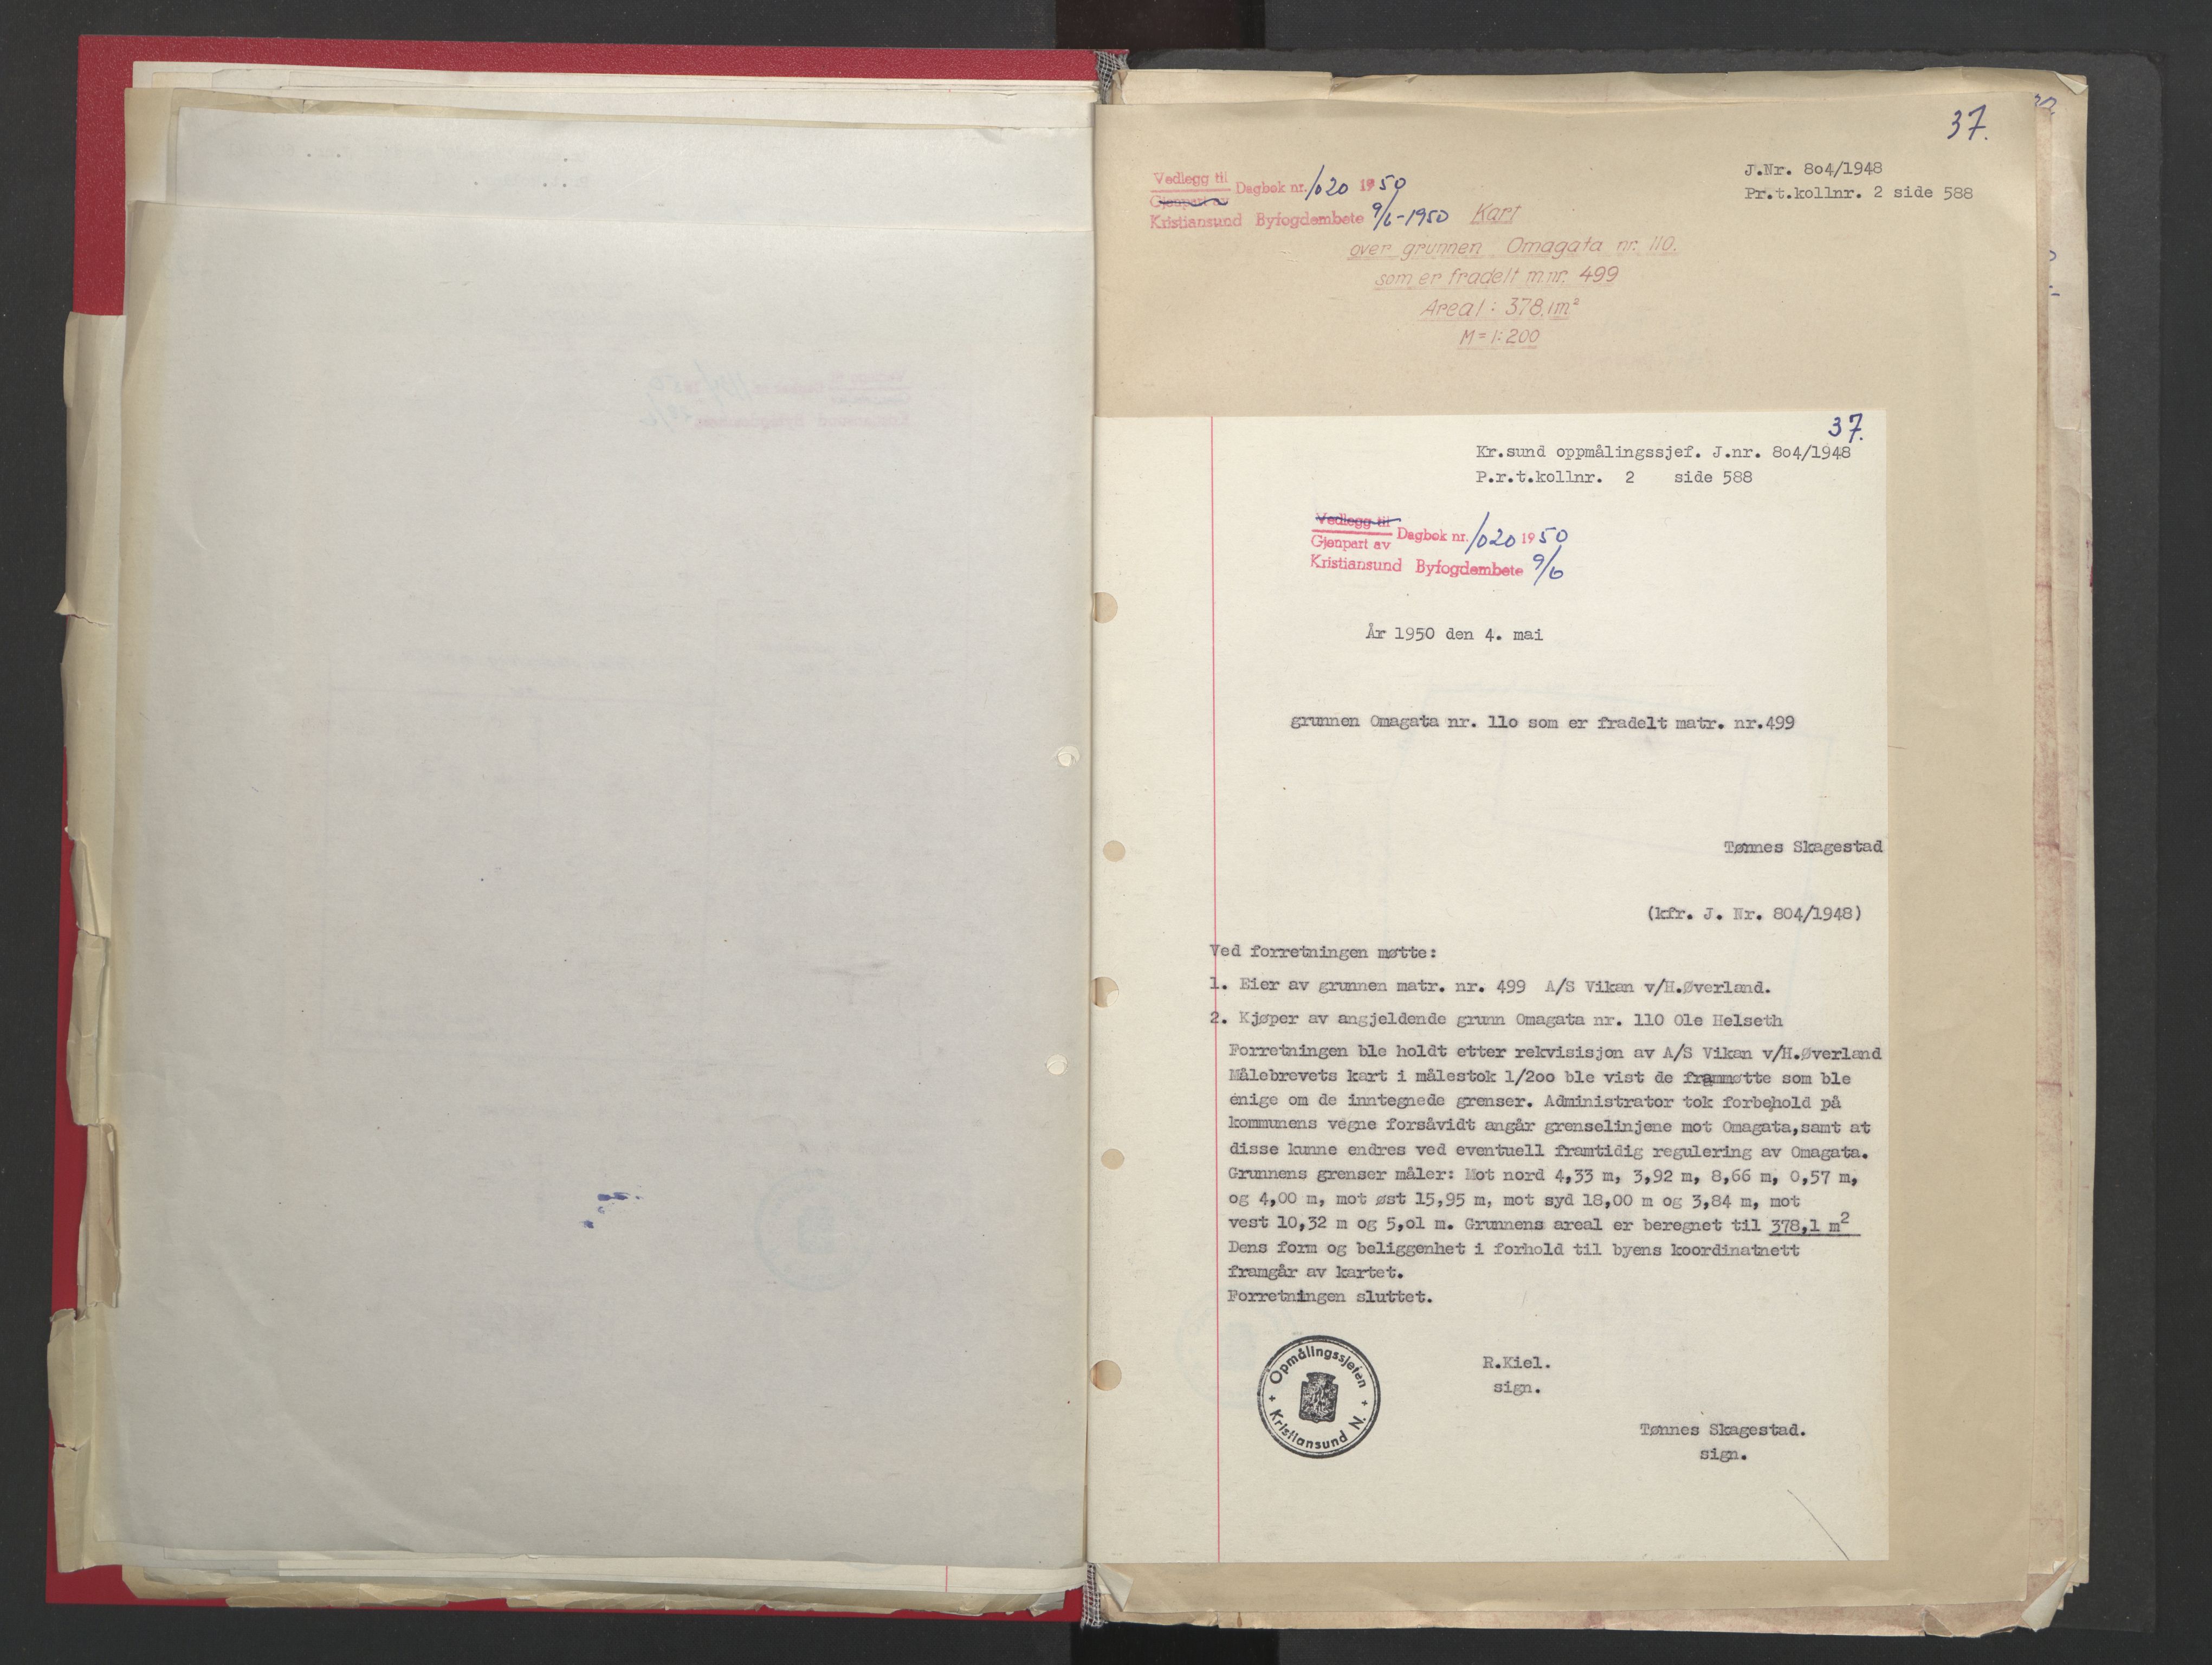 37.
J.Nr. 8o4/1948
Pr.t.kollnr. 2 side 588
Vedlegg til
Gjenpart av
Dagbok nr. 1020 1950
Kristiansund Byfogdembete 9/6-1950
Kart
over grunnen Omagata nr. 110.
som er fradelt m.nr. 499
Areal: 378.1m²
M = 1:200
37.
Kr.sund oppmålingssjef. J.nr. 8o4/1948
P.r.t.kollnr. 2 side 588
Vedlegg til
Gjenpart av
Dagbok nr. 1020 1950
Kristiansund Byfogdembete 9/6
År 1950 den 4. mai
grunnen Omagata nr. 11o som er fradelt matr. nr.499
Tønnes Skagestad
(kfr. J. Nr. 804/1948)
Ved forretningen møtte:
1. Eier av grunnen matr. nr. 499 A/S Vikan v/H.Øverland.
2. Kjøper av angjeldende grunn Omagata nr. 110 Ole Helseth
Forretningen ble holdt etter rekvisisjon av A/S Vikan v/H.Øverland
Målebrevets kart i målestok 1/2oo ble vist de frammøtte som ble
enige om de inntegnede grenser. Administrator tok forbehold på
kommunens vegne forsåvidt angår grenselinjene mot Omagata,samt at
disse kunne endres ved eventuell framtidig regulering av Omagata.
Grunnens grenser måler: Mot nord 4,33 m, 3,92 m, 8,66 m, 0,57 m,
og 4,00 m, mot øst 15,95 m, mot syd 18,00 m og 3,84 m, mot
vest 10,32 m og 5,o1 m. Grunnens areal er beregnet til 378,1 m2
Dens form og beliggenhet i forhold til byens koordinatnett
framgår av kartet.
Forretningen sluttet.
Opmålingssjefen
Kristiansund N.
R.Kiel.
sign.
Tønnes Skagestad.
sign.